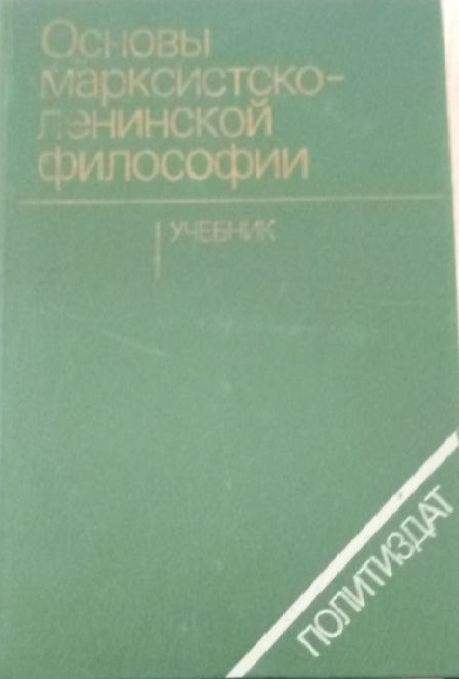 Основы
марксистско-
ленинской
философии
УЧЕБНИК
ПОЛИТИЗДАТ